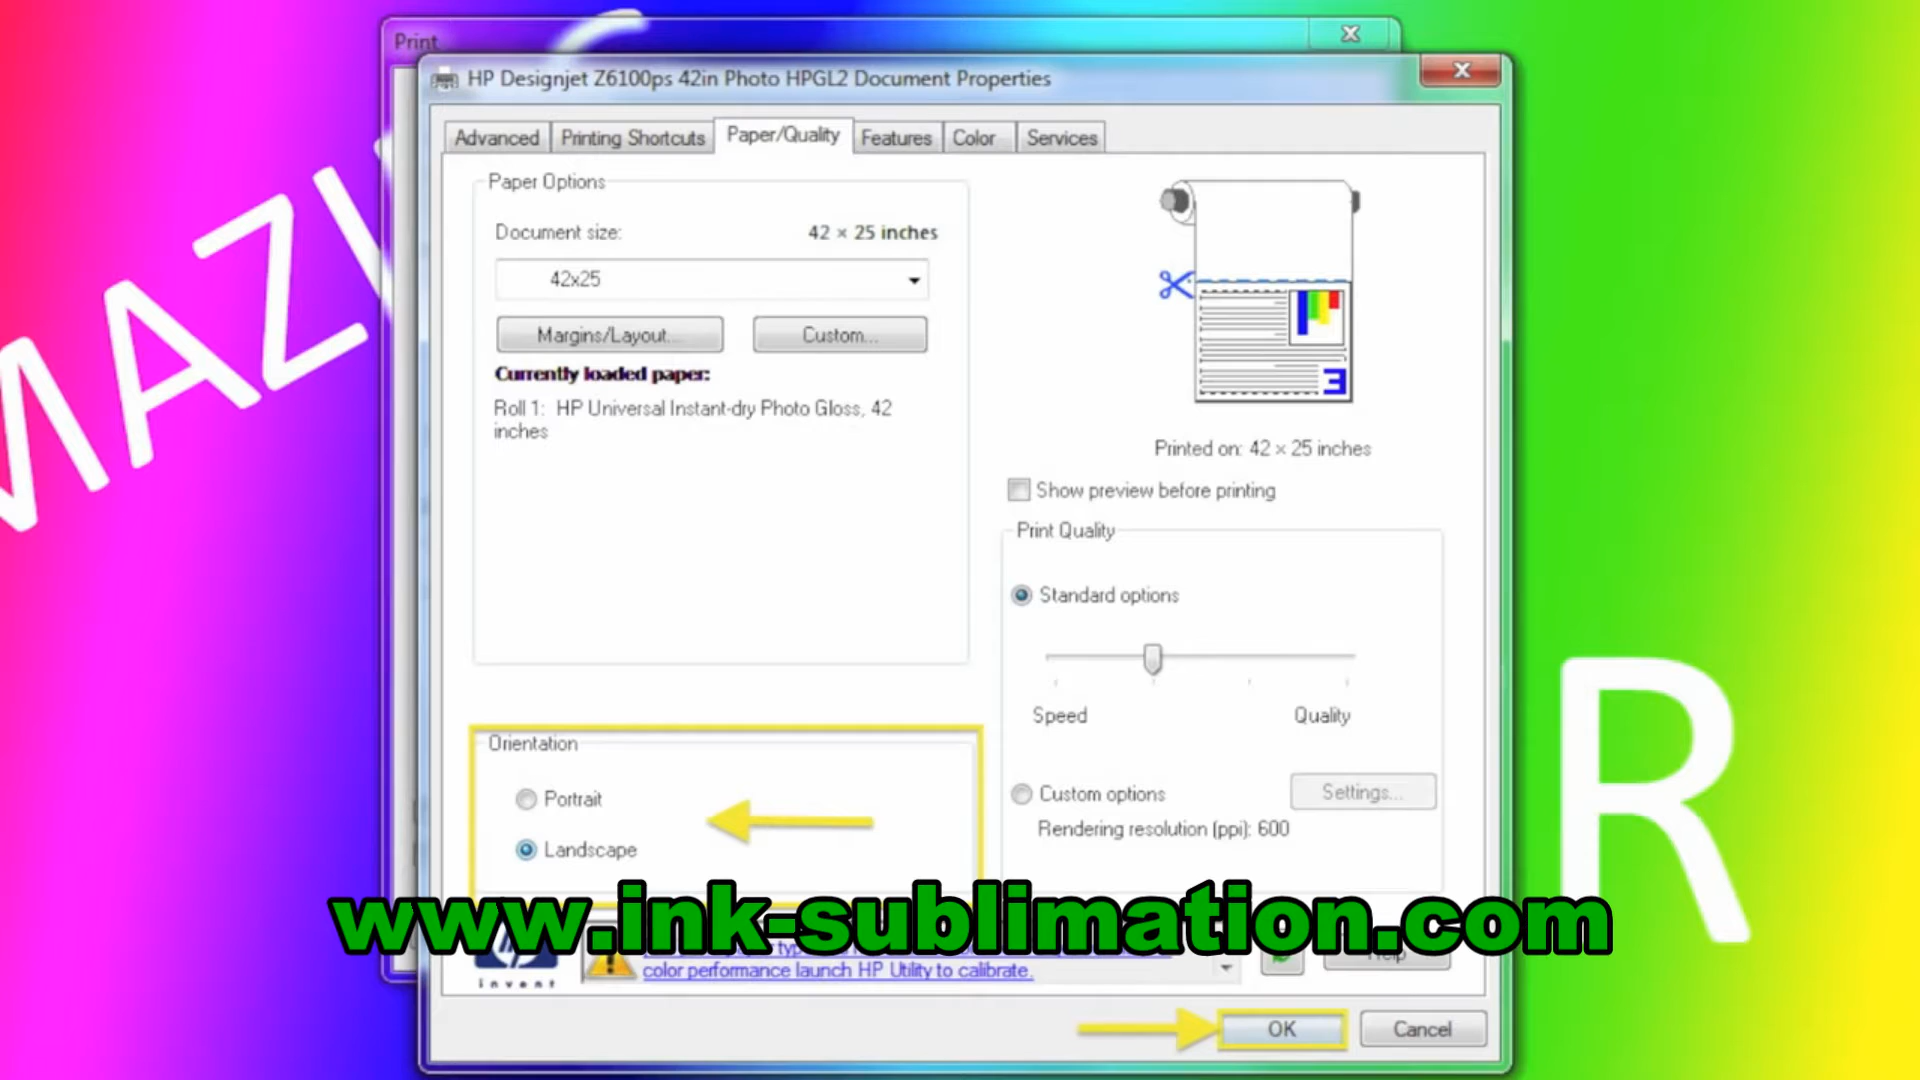 MAZI
R
Print
HP Designjet Z6100ps 42in Photo HPGL2 Document Properties
Advanced Printing Shortcuts Paper/Quality Features Color Services
Paper Options
Document size: 42 × 25 inches
42x25
Margins/Layout... Custom...
Currently loaded paper:
Roll 1: HP Universal Instant-dry Photo Gloss, 42
inches
3
Printed on: 42 × 25 inches
Show preview before printing
Print Quality
Standard options
Speed Quality
Custom options Settings...
Rendering resolution (ppi): 600
Orientation
Portrait
Landscape
www.ink-sublimation.com
color performance launch HP Utility to calibrate.
Help
invent
OK Cancel